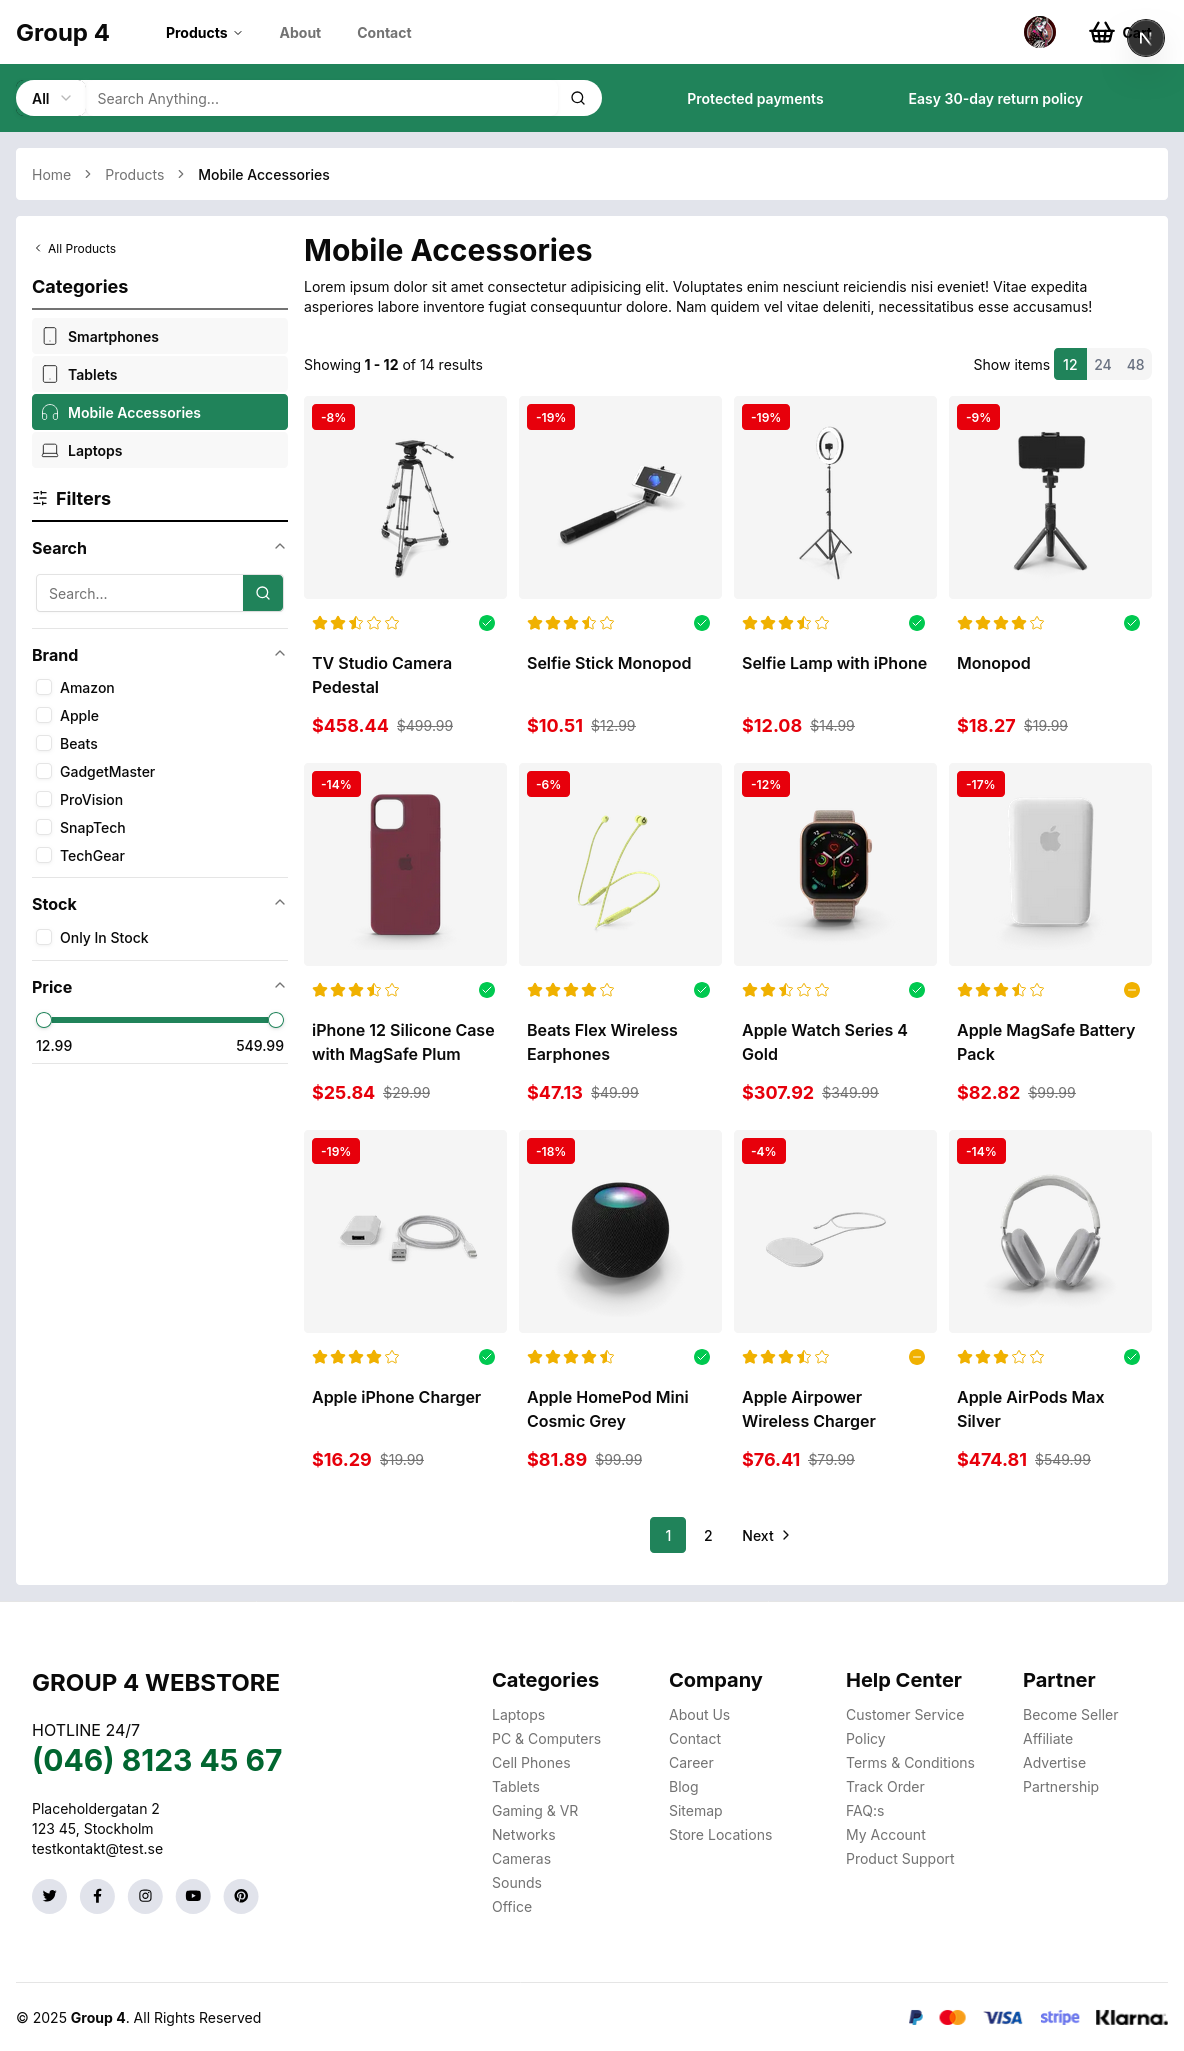 Group 4
Products
About
Contact
N
All
Search Anything...
Protected payments
Easy 30-day return policy
Home
Products
Mobile Accessories
All Products
Categories
Smartphones
Tablets
Mobile Accessories
Laptops
Filters
Search
Search...
Brand
Amazon
Apple
Beats
GadgetMaster
ProVision
SnapTech
TechGear
Stock
Only In Stock
Price
12.99 549.99
Mobile Accessories
Lorem ipsum dolor sit amet consectetur adipisicing elit. Voluptates enim nesciunt reiciendis nisi eveniet! Vitae expedita
asperiores labore inventore fugiat consequuntur dolore. Nam quidem vel vitae deleniti, necessitatibus esse accusamus!
Showing 1 - 12 of 14 results
Show items 12 24 48
-8%
TV Studio Camera
Pedestal
$458.44 $499.99
-19%
Selfie Stick Monopod
$10.51 $12.99
-19%
Selfie Lamp with iPhone
$12.08 $14.99
-9%
Monopod
$18.27 $19.99
-14%
iPhone 12 Silicone Case
with MagSafe Plum
$25.84 $29.99
-6%
Beats Flex Wireless
Earphones
$47.13 $49.99
-12%
Apple Watch Series 4
Gold
$307.92 $349.99
-17%
Apple MagSafe Battery
Pack
$82.82 $99.99
-19%
Apple iPhone Charger
$16.29 $19.99
-18%
Apple HomePod Mini
Cosmic Grey
$81.89 $99.99
-4%
Apple Airpower
Wireless Charger
$76.41 $79.99
-14%
Apple AirPods Max
Silver
$474.81 $549.99
1 2 Next
GROUP 4 WEBSTORE
HOTLINE 24/7
(046) 8123 45 67
Placeholdergatan 2
123 45, Stockholm
testkontakt@test.se
Categories
Laptops
PC & Computers
Cell Phones
Tablets
Gaming & VR
Networks
Cameras
Sounds
Office
Company
About Us
Contact
Career
Blog
Sitemap
Store Locations
Help Center
Customer Service
Policy
Terms & Conditions
Track Order
FAQ:s
My Account
Product Support
Partner
Become Seller
Affiliate
Advertise
Partnership
© 2025 Group 4. All Rights Reserved
VISA
stripe
Klarna.